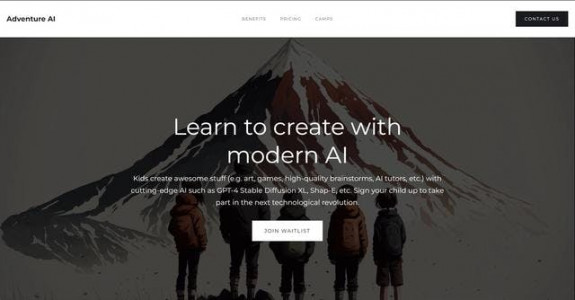 Adventure AI
BENEFITS
PRICING
CAMPS
CONTACT US
Learn to create with
modern AI
Kids create awesome stuff (e.g. art, games, high-quality brainstorms, AI tutors, etc.) with
cutting-edge AI such as GPT-4 Stable Diffusion XL, Shap-E, etc. Sign your child up to take
part in the next technological revolution
JOIN WAITLIST